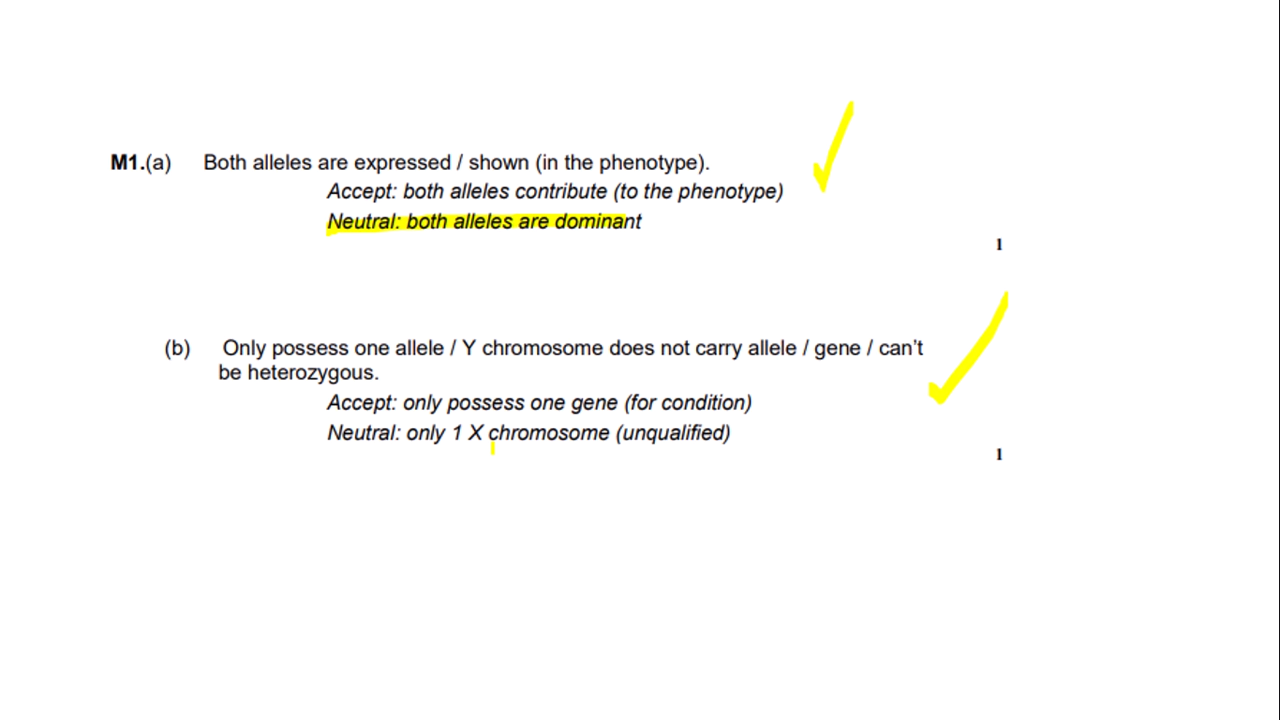 M1.(a) Both alleles are expressed / shown (in the phenotype).
Accept: both alleles contribute (to the phenotype)
Neutral: both alleles are dominant
1
(b) Only possess one allele / Y chromosome does not carry allele / gene / can’t
be heterozygous.
Accept: only possess one gene (for condition)
Neutral: only 1 X chromosome (unqualified)
1